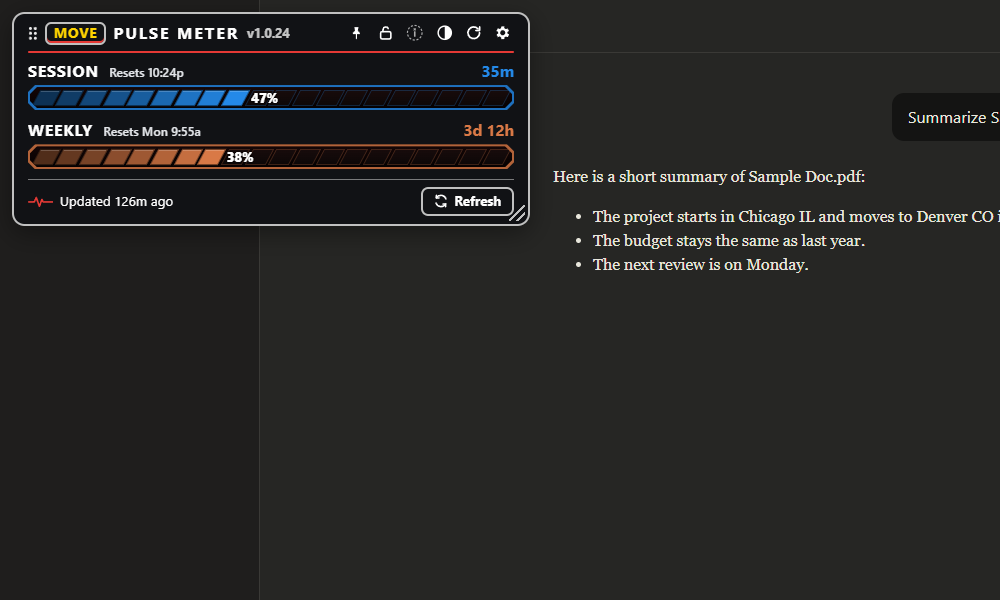 MOVE PULSE METER v1.0.24
SESSION Resets 10:24p 35m
47%
WEEKLY Resets Mon 9:55a 3d 12h
38%
Updated 126m ago Refresh
Summarize S
Here is a short summary of Sample Doc.pdf:
• The project starts in Chicago IL and moves to Denver CO i
• The budget stays the same as last year.
• The next review is on Monday.